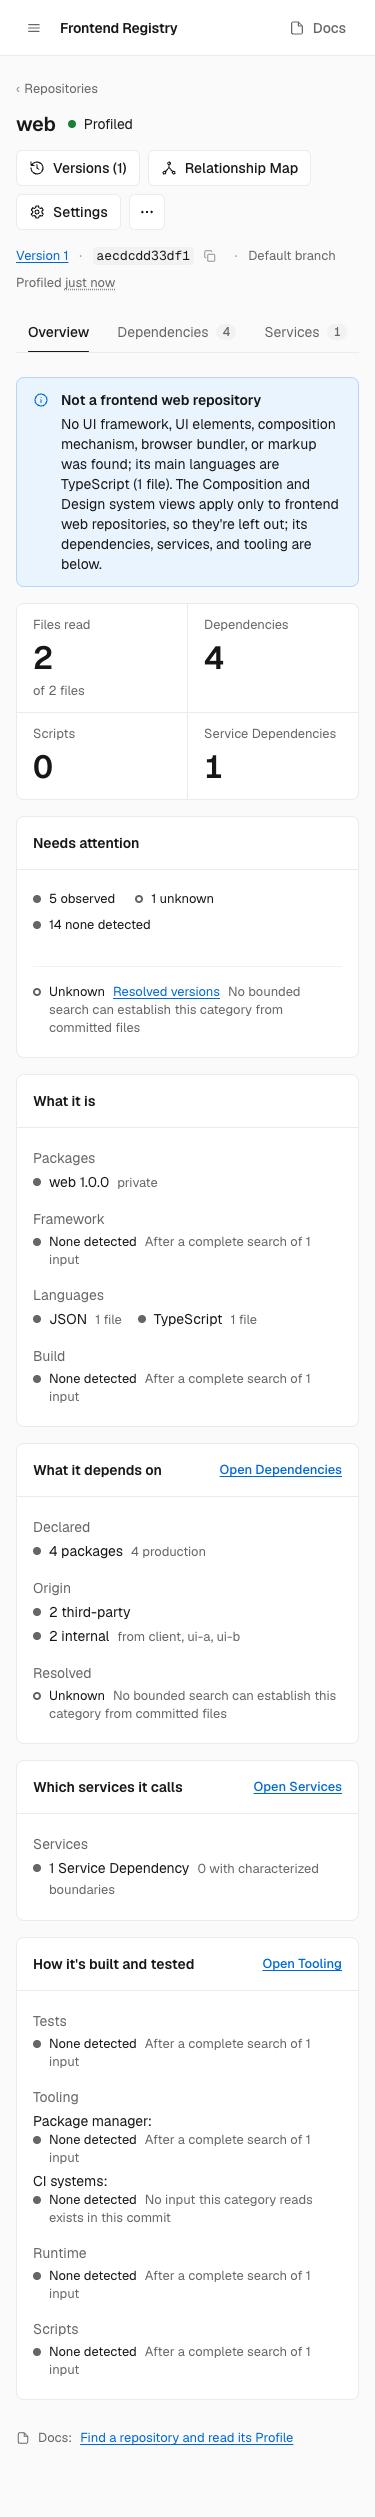 Frontend Registry
Docs
‹ Repositories
web
Profiled
Versions (1)
Relationship Map
Settings
Version 1 · aecdcdd33df1 · Default branch
Profiled just now
Overview
Dependencies 4
Services 1
Not a frontend web repository
No UI framework, UI elements, composition
mechanism, browser bundler, or markup
was found; its main languages are
TypeScript (1 file). The Composition and
Design system views apply only to frontend
web repositories, so they're left out; its
dependencies, services, and tooling are
below.
Files read
2
of 2 files
Dependencies
4
Scripts
0
Service Dependencies
1
Needs attention
5 observed
1 unknown
14 none detected
Unknown Resolved versions No bounded
search can establish this category from
committed files
What it is
Packages
web 1.0.0 private
Framework
None detected After a complete search of 1
input
Languages
JSON 1 file
TypeScript 1 file
Build
None detected After a complete search of 1
input
What it depends on
Open Dependencies
Declared
4 packages 4 production
Origin
2 third-party
2 internal from client, ui-a, ui-b
Resolved
Unknown No bounded search can establish this
category from committed files
Which services it calls
Open Services
Services
1 Service Dependency 0 with characterized
boundaries
How it's built and tested
Open Tooling
Tests
None detected After a complete search of 1
input
Tooling
Package manager:
None detected After a complete search of 1
input
CI systems:
None detected No input this category reads
exists in this commit
Runtime
None detected After a complete search of 1
input
Scripts
None detected After a complete search of 1
input
Docs: Find a repository and read its Profile